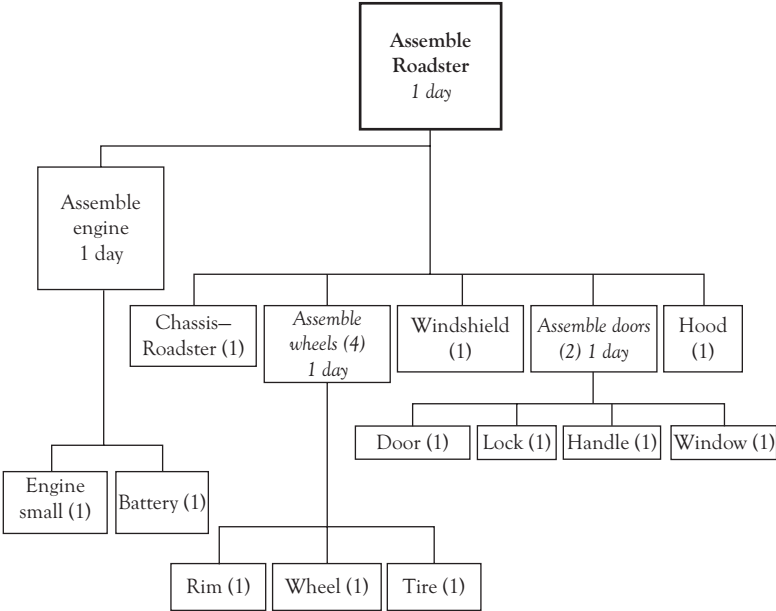 Assemble
Roadster
1 day
Assemble
engine
1 day
Chassis—
Roadster (1)
Assemble
wheels (4)
1 day
Windshield
(1)
Assemble doors
(2) 1 day
Hood
(1)
Door (1)
Lock (1)
Handle (1)
Window (1)
Engine
small (1)
Battery (1)
Rim (1)
Wheel (1)
Tire (1)